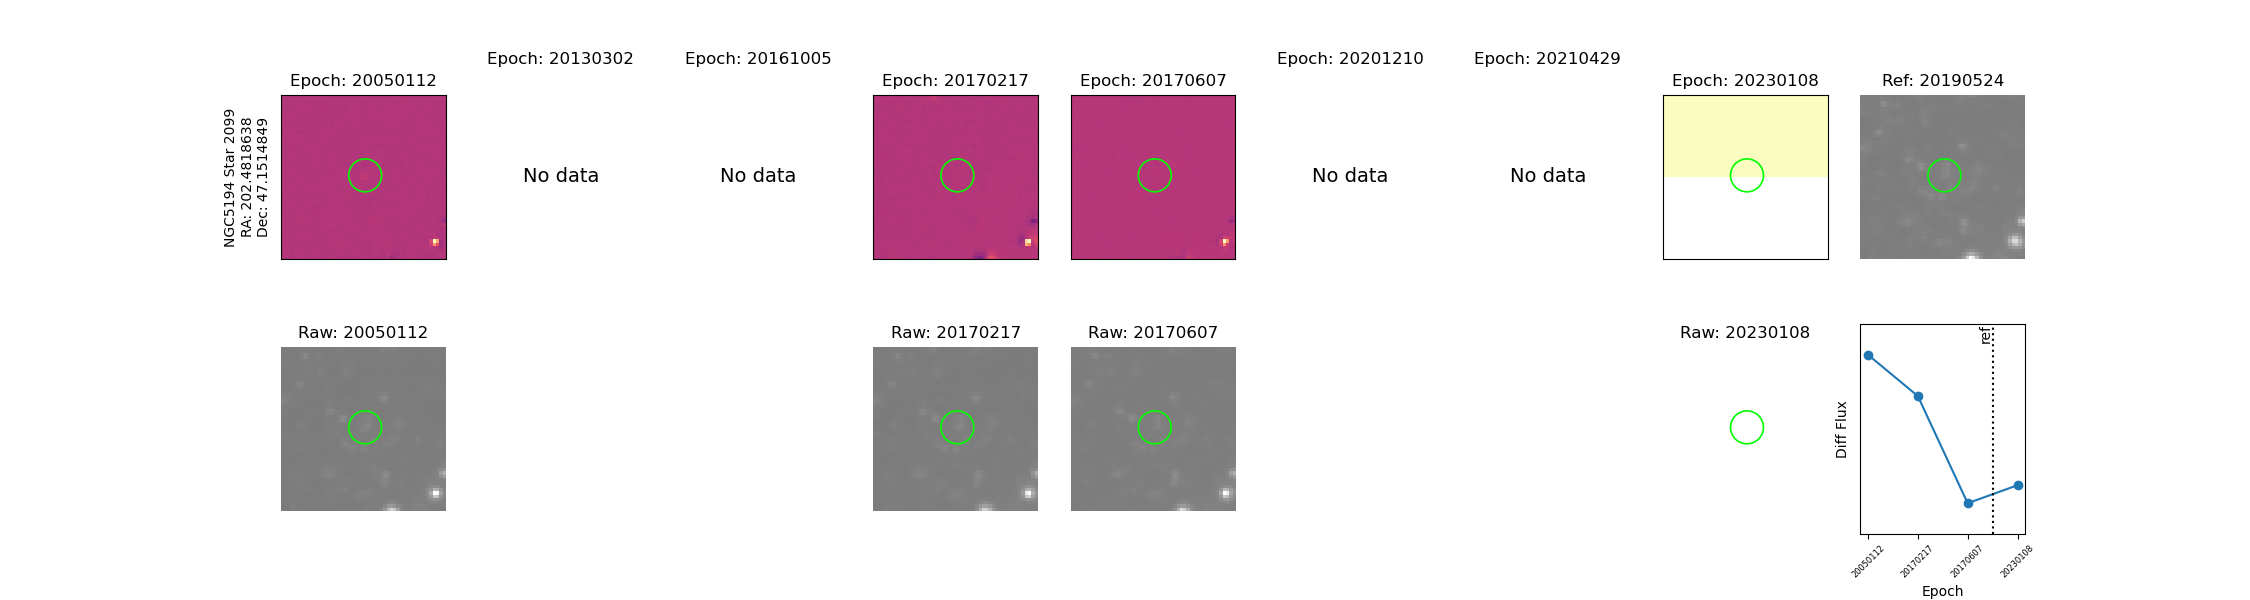 Epoch: 20130302
Epoch: 20161005
Epoch: 20201210
Epoch: 20210429
Epoch: 20050112
Epoch: 20170217
Epoch: 20170607
Epoch: 20230108
Ref: 20190524
NGC5194 Star 2099
RA: 202.4818638
Dec: 47.1514849
No data
No data
No data
No data
Raw: 20050112
Raw: 20170217
Raw: 20170607
Raw: 20230108
ref
Diff Flux
20050112
20170217
20170607
20230108
Epoch